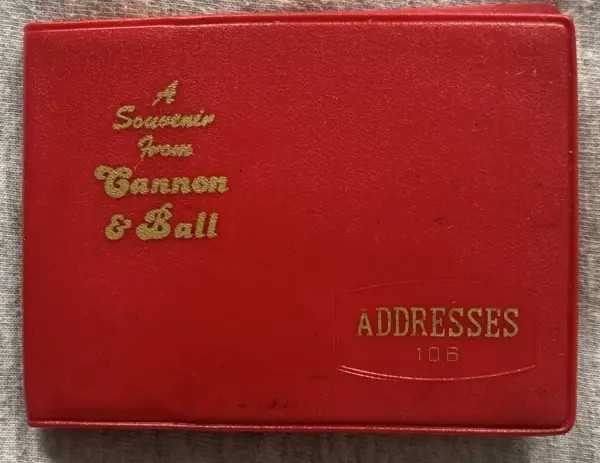 A
Souvenir
From
Cannon
& Ball
ADDRESSES
106